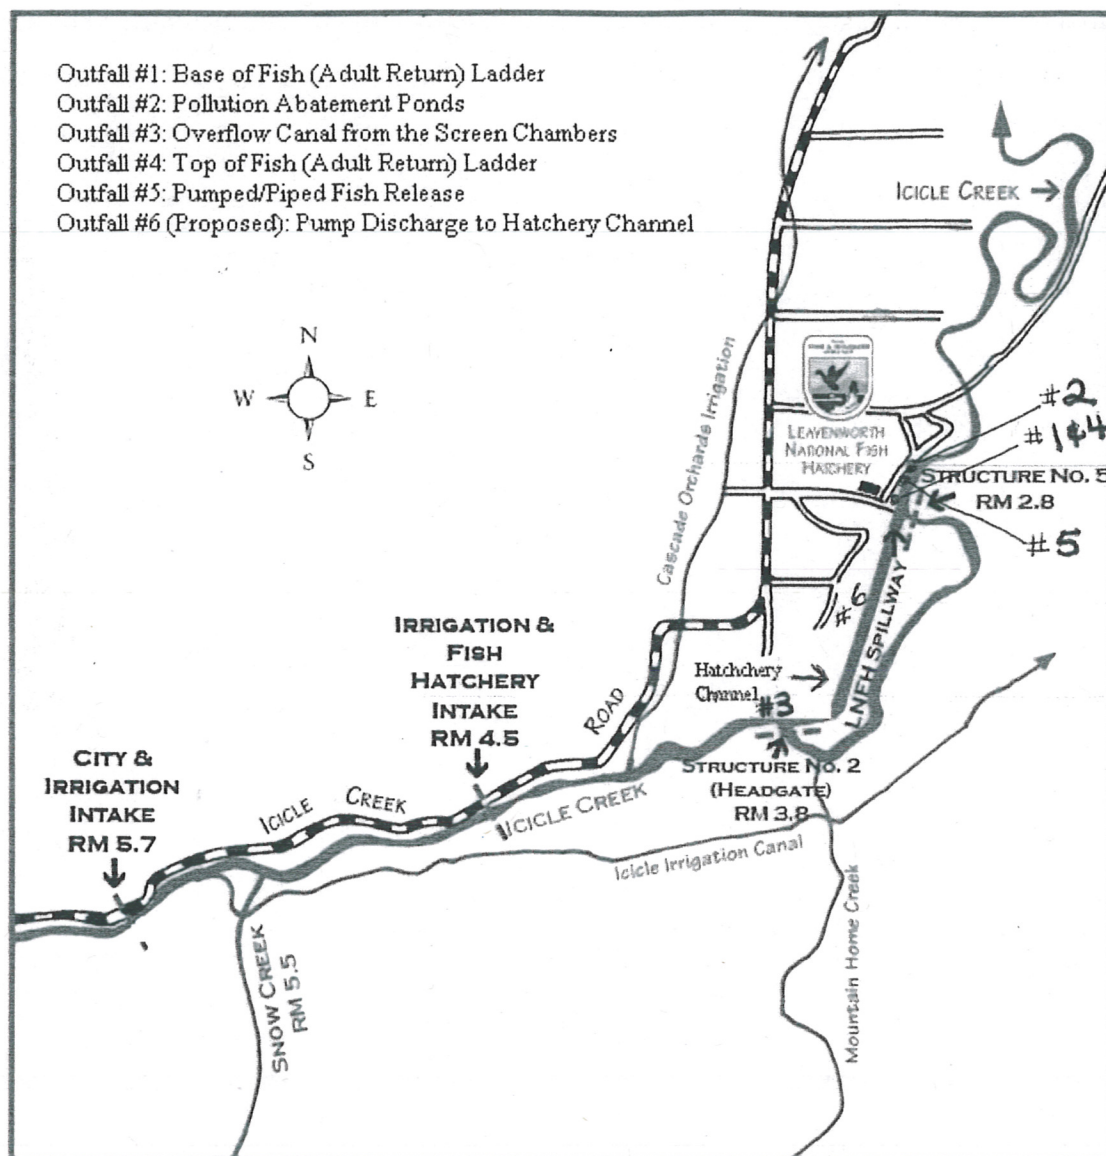 Outfall #1: Base of Fish (Adult Return) Ladder
Outfall #2: Pollution Abatement Ponds
Outfall #3: Overflow Canal from the Screen Chambers
Outfall #4: Top of Fish (Adult Return) Ladder
Outfall #5: Pumped/Piped Fish Release
Outfall #6 (Proposed): Pump Discharge to Hatchery Channel
ICICLE CREEK
N
W
E
S
Cascade Orchards Irrigation
LEAVENWORTH
NATIONAL FISH
HATCHERY
#2
#1&4
STRUCTURE NO. 5
RM 2.8
#5
#6
LNFH SPILLWAY
IRRIGATION &
FISH
HATCHERY
INTAKE
RM 4.5
ROAD
Hatchchery
Channel
#3
STRUCTURE NO. 2
(HEADGATE)
RM 3.8
CITY &
IRRIGATION
INTAKE
RM 5.7
ICICLE CREEK
ICICLE CREEK
Icicle Irrigation Canal
SNOW CREEK
RM 5.5
Mountain Home Creek